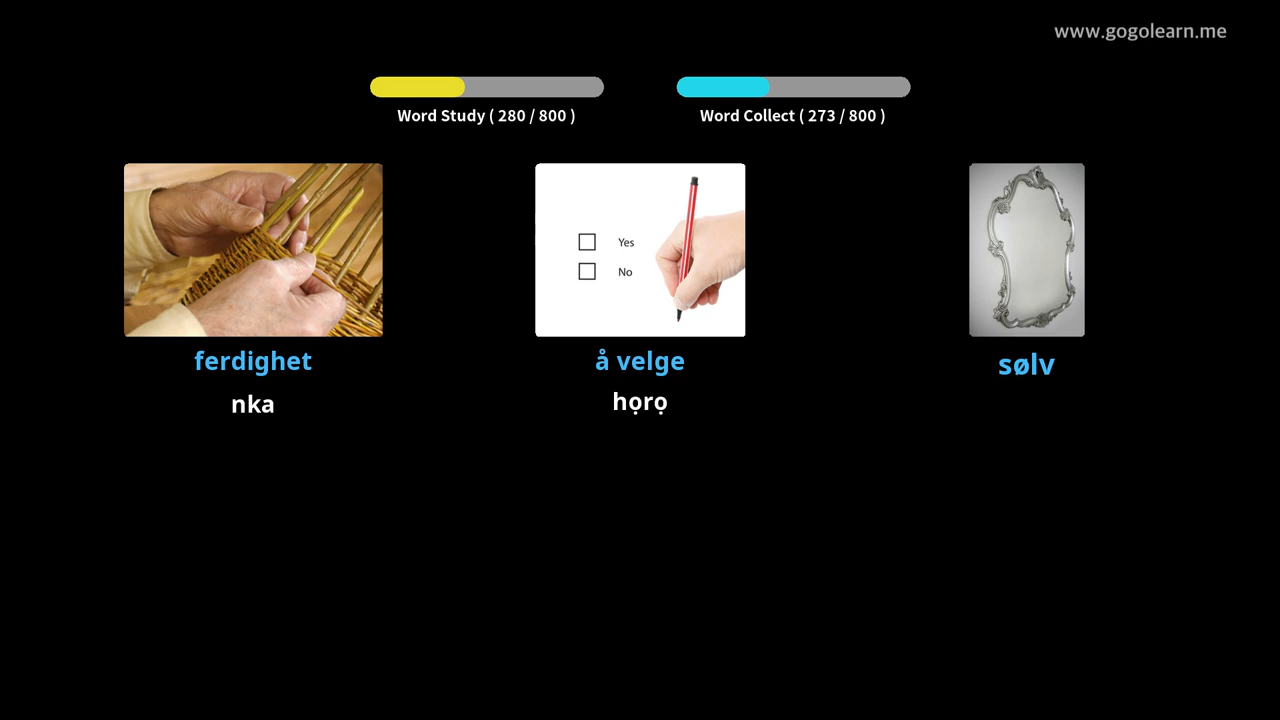 www.gogolearn.me
Word Study ( 280 / 800 )
Word Collect ( 273 / 800 )
Yes
No
ferdighet
å velge
sølv
nka
họrọ